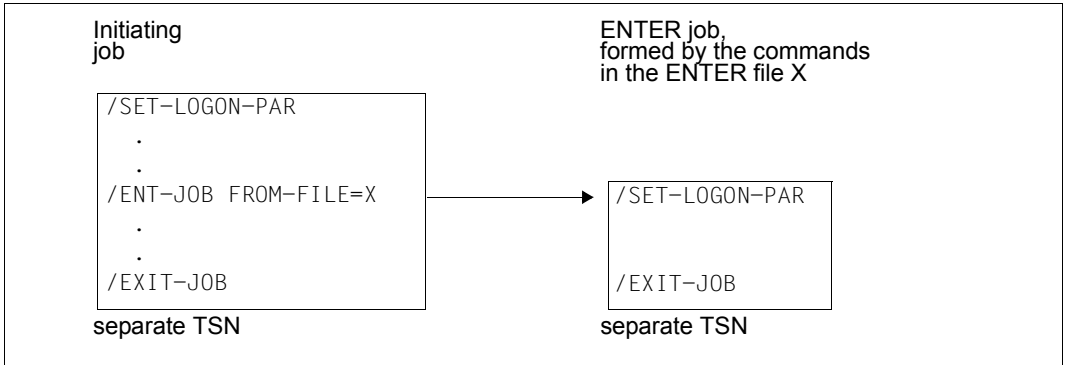 Initiating
job
ENTER job,
formed by the commands
in the ENTER file X
/SET-LOGON-PAR
.
.
/ENT-JOB FROM-FILE=X
.
.
/EXIT-JOB
separate TSN
/SET-LOGON-PAR
/EXIT-JOB
separate TSN